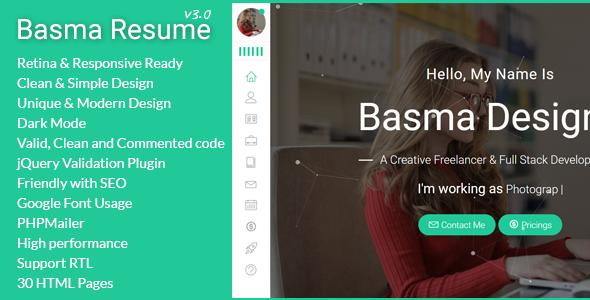 v3.0
Basma Resume
Retina & Responsive Ready
Clean & Simple Design
Unique & Modern Design
Dark Mode
Valid, Clean and Commented code
jQuery Validation Plugin
Friendly with SEO
Google Font Usage
PHPMailer
High performance
Support RTL
30 HTML Pages
Hello, My Name Is
Basma Design
A Creative Freelancer & Full Stack Develop
I'm working as Photograp|
Contact Me
Pricings